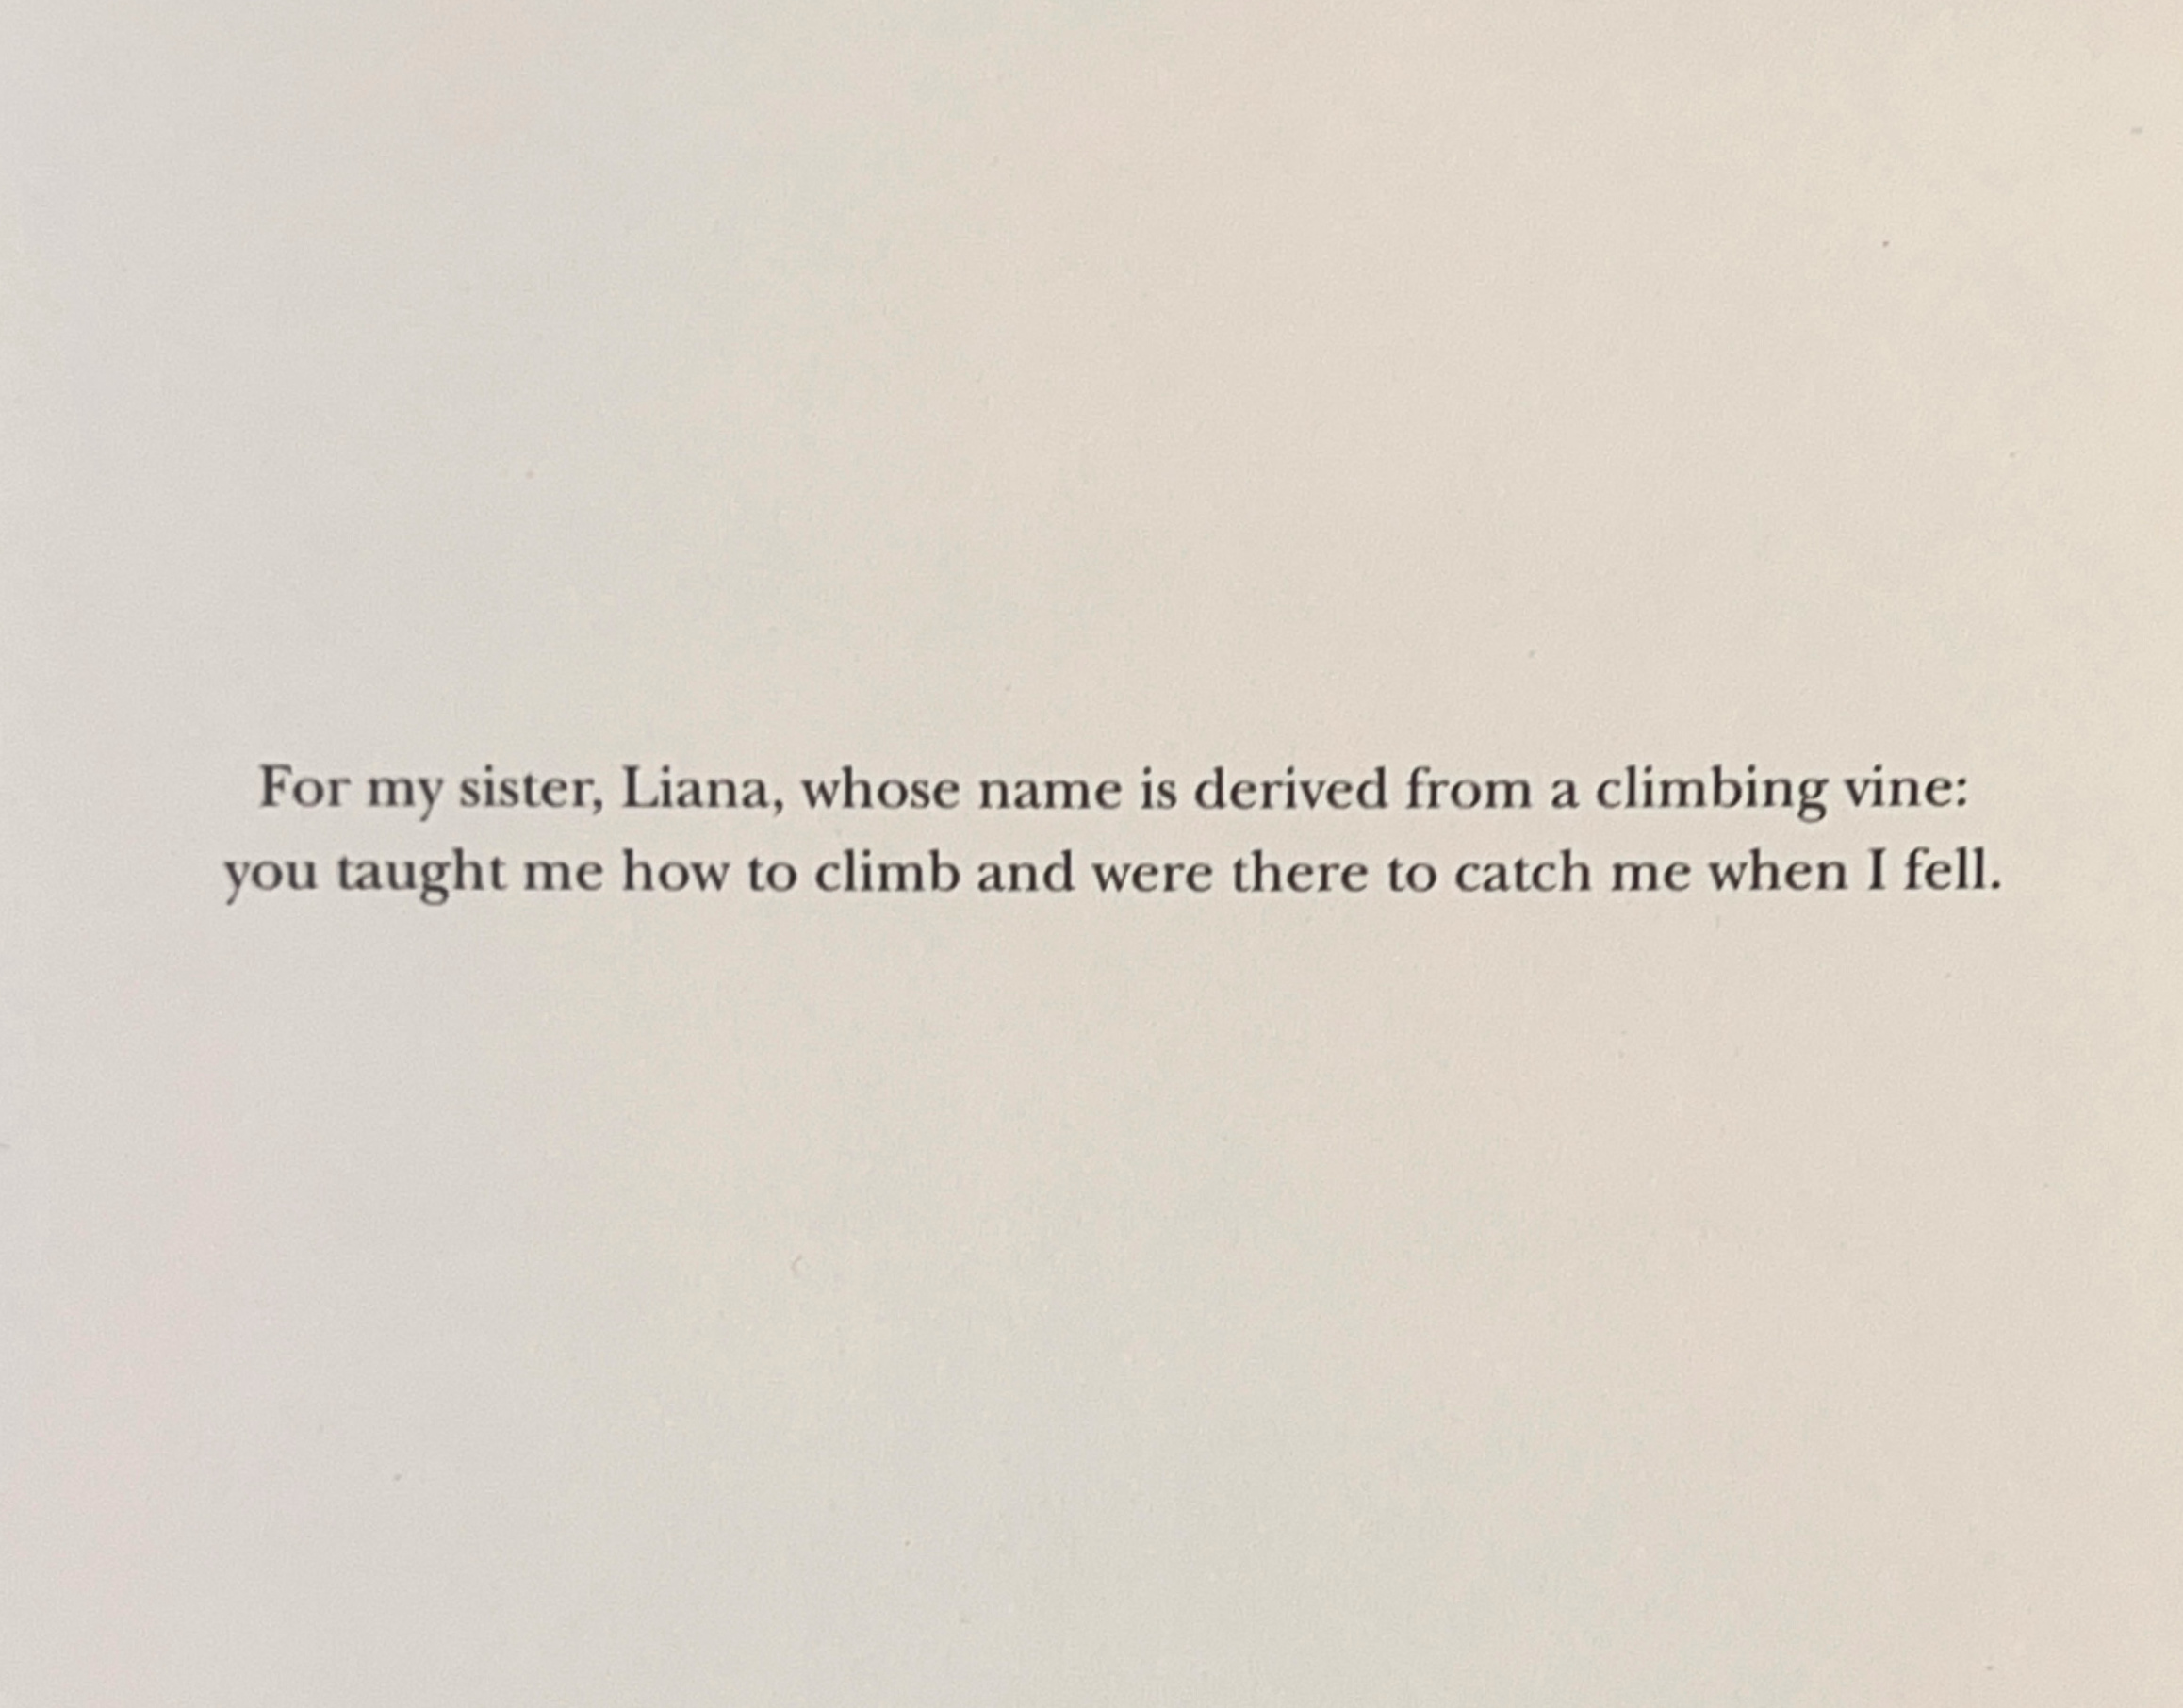 For my sister, Liana, whose name is derived from a climbing vine:
you taught me how to climb and were there to catch me when I fell.